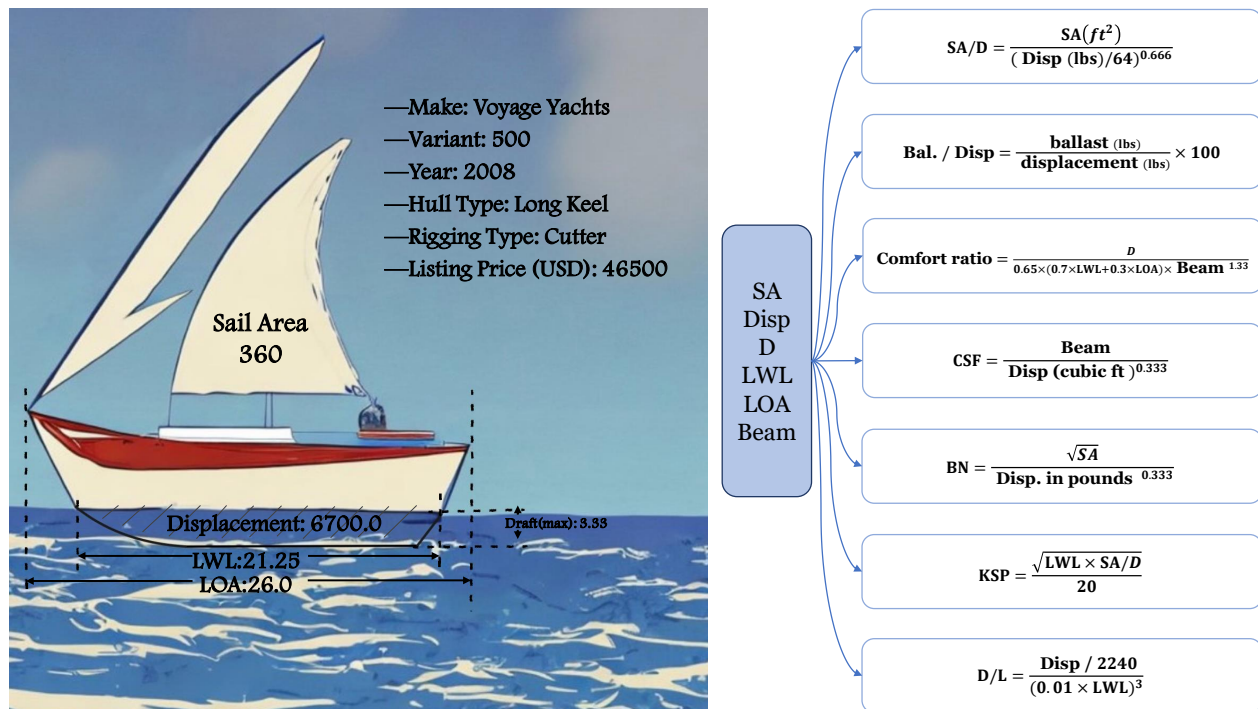 —Make: Voyage Yachts
—Variant: 500
—Year: 2008
—Hull Type: Long Keel
—Rigging Type: Cutter
—Listing Price (USD): 46500
Sail Area
360
Displacement: 6700.0
Draft(max): 3.33
LWL:21.25
LOA:26.0
SA
Disp
D
LWL
LOA
Beam
SA/D = SA(ft²) / ( Disp (lbs)/64)^0.666
Bal. / Disp = ballast (lbs) / displacement (lbs) × 100
Comfort ratio = D / 0.65×(0.7×LWL+0.3×LOA)× Beam ^1.33
CSF = Beam / Disp (cubic ft )^0.333
BN = √SA / Disp. in pounds ^0.333
KSP = √(LWL × SA/D) / 20
D/L = Disp / 2240 / (0.01 × LWL)³